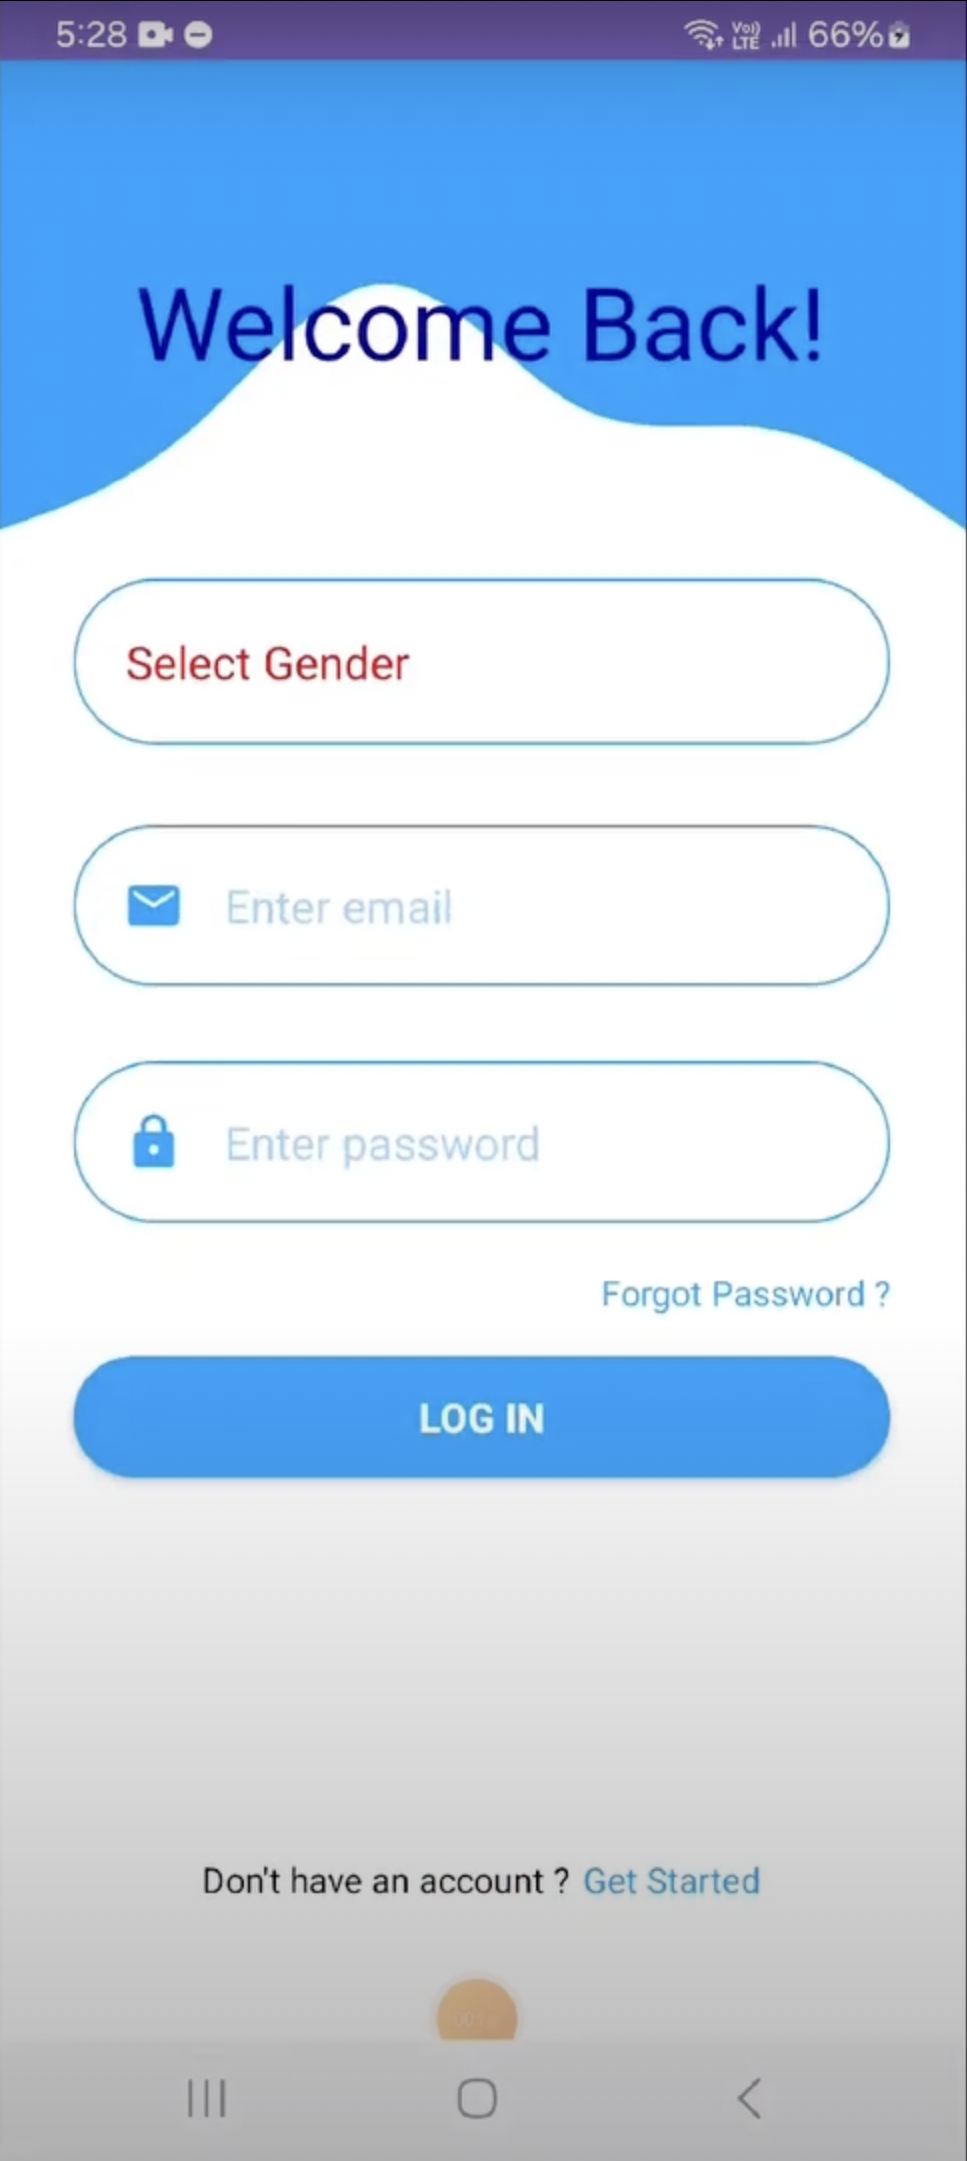 5:28 Vo)) LTE 66%
Welcome Back!
Select Gender
Enter email
Enter password
Forgot Password ?
LOG IN
Don't have an account ? Get Started